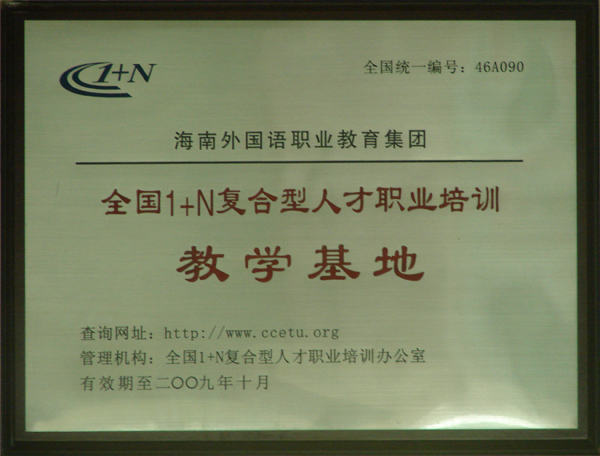 1+N
全国统一编号：46A090
海南外国语职业教育集团
全国1+N复合型人才职业培训
教学基地
查询网址：http://www.ccetu.org
管理机构：全国1+N复合型人才职业培训办公室
有效期至二〇〇九年十月